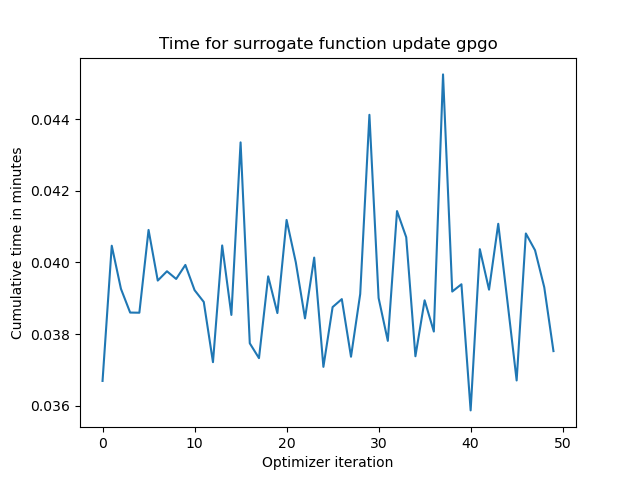 Time for surrogate function update gpgo
Cumulative time in minutes
0.044
0.042
0.040
0.038
0.036
0 10 20 30 40 50
Optimizer iteration